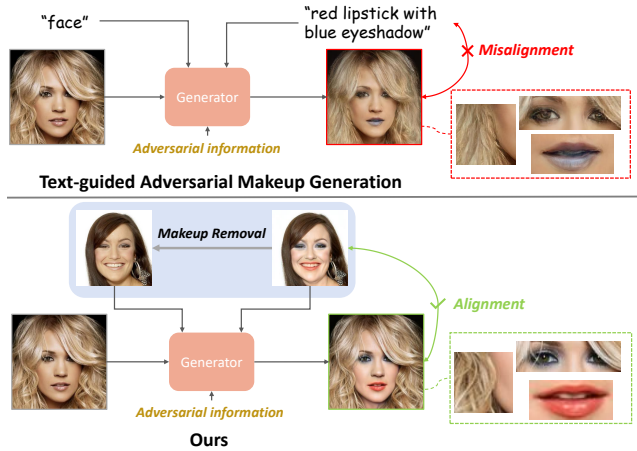 "face"
"red lipstick with
blue eyeshadow"
Misalignment
Generator
Adversarial information
Text-guided Adversarial Makeup Generation
Makeup Removal
Alignment
Generator
Adversarial information
Ours